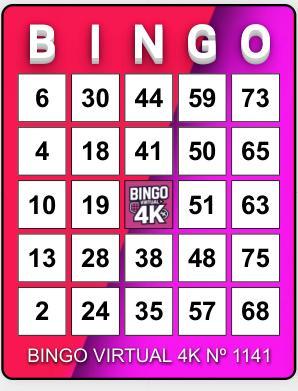 B I N G O
6 30 44 59 73
4 18 41 50 65
10 19 BINGO VIRTUAL 4K 51 63
13 28 38 48 75
2 24 35 57 68
BINGO VIRTUAL 4K Nº 1141